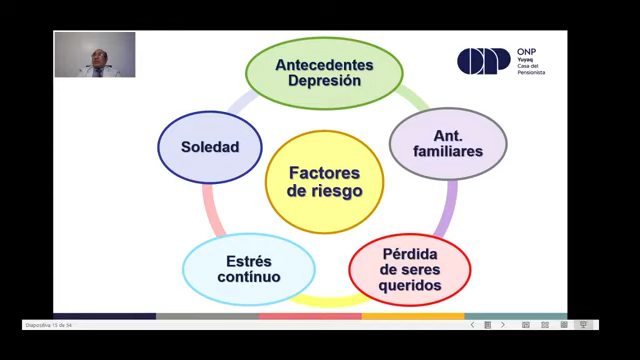 ONP
Yuyaq
Casa del
Pensionista
Antecedentes
Depresión
Soledad
Ant.
familiares
Factores
de riesgo
Estrés
contínuo
Pérdida
de seres
queridos
Diapositiva 15 de 34